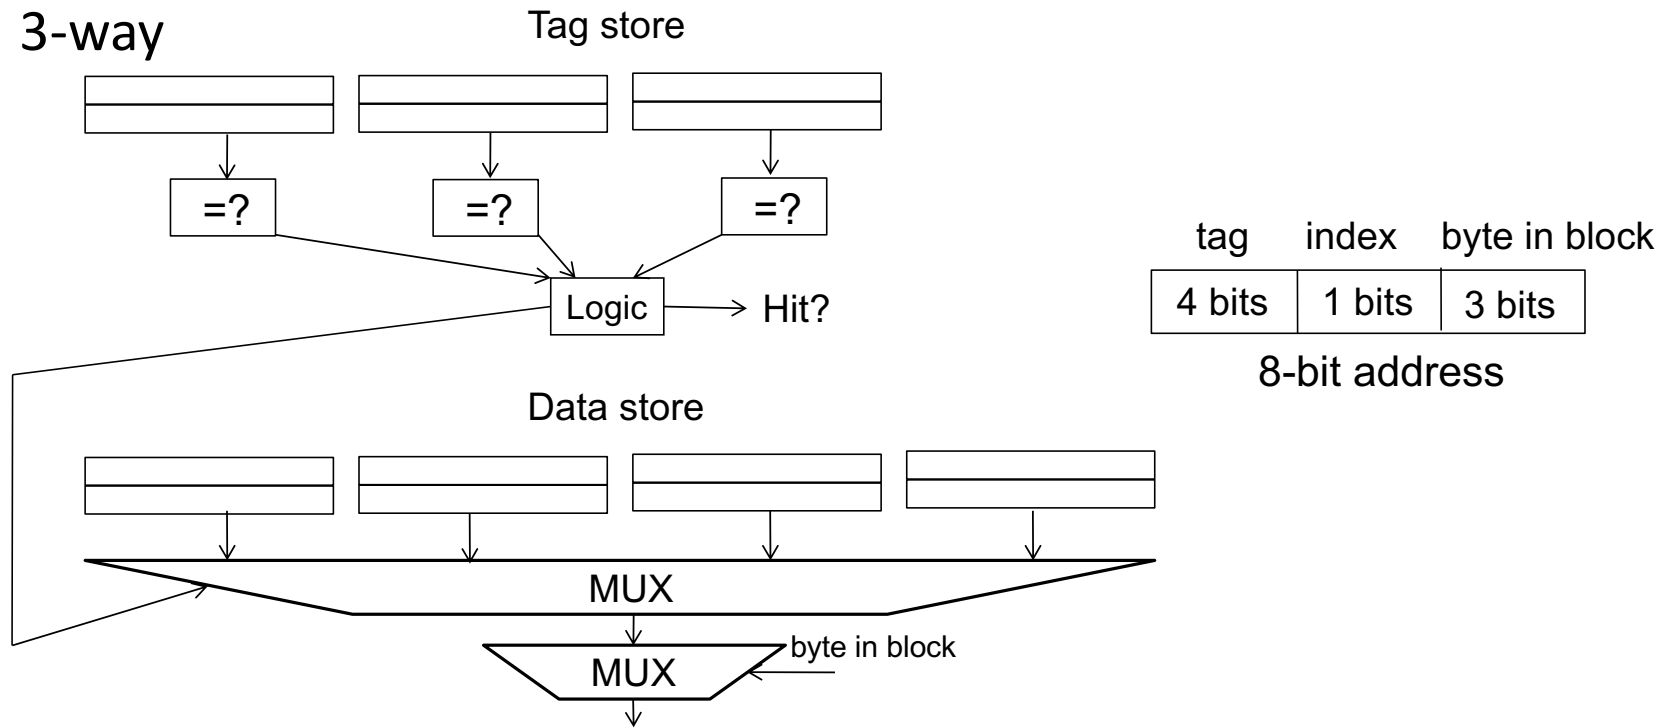 3-way
Tag store
=?
=?
=?
Logic
Hit?
tag index byte in block
4 bits 1 bits 3 bits
8-bit address
Data store
MUX
byte in block
MUX